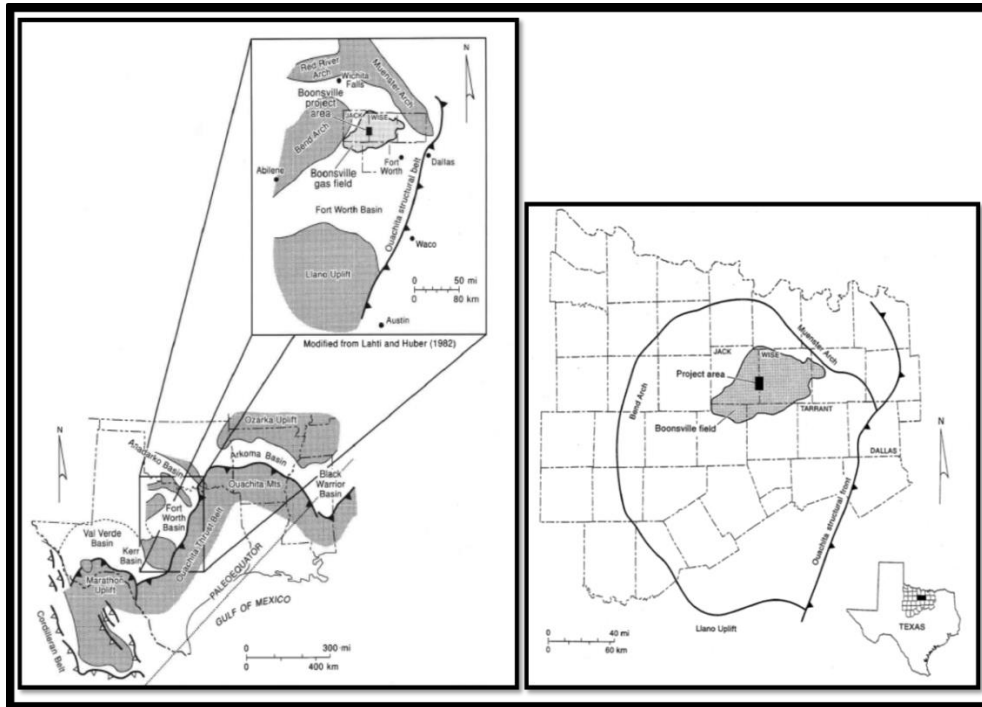 N
Red River
Arch
Wichita
Falls
Muenster Arch
Boonsville
project
area
JACK
WISE
Bend Arch
Abilene
Fort
Worth
Dallas
Boonsville
gas field
Fort Worth Basin
Ouachita structural belt
Waco
Llano Uplift
0 50 mi
0 80 km
Austin
Modified from Lahti and Huber (1982)
Ozarka Uplift
Anadarko Basin
Arkoma Basin
Ouachita Mts.
Black
Warrior
Basin
N
Fort
Worth
Basin
Val Verde
Basin
Kerr
Basin
Ouachita Thrust Belt
Marathon
Uplift
PALEOEQUATOR
GULF OF MEXICO
Cordilleran Belt
0 300 mi
0 400 km
JACK
WISE
Muenster Arch
Project area
Bend Arch
TARRANT
Boonsville field
DALLAS
N
Ouachita structural front
0 40 mi
0 60 km
Llano Uplift
TEXAS